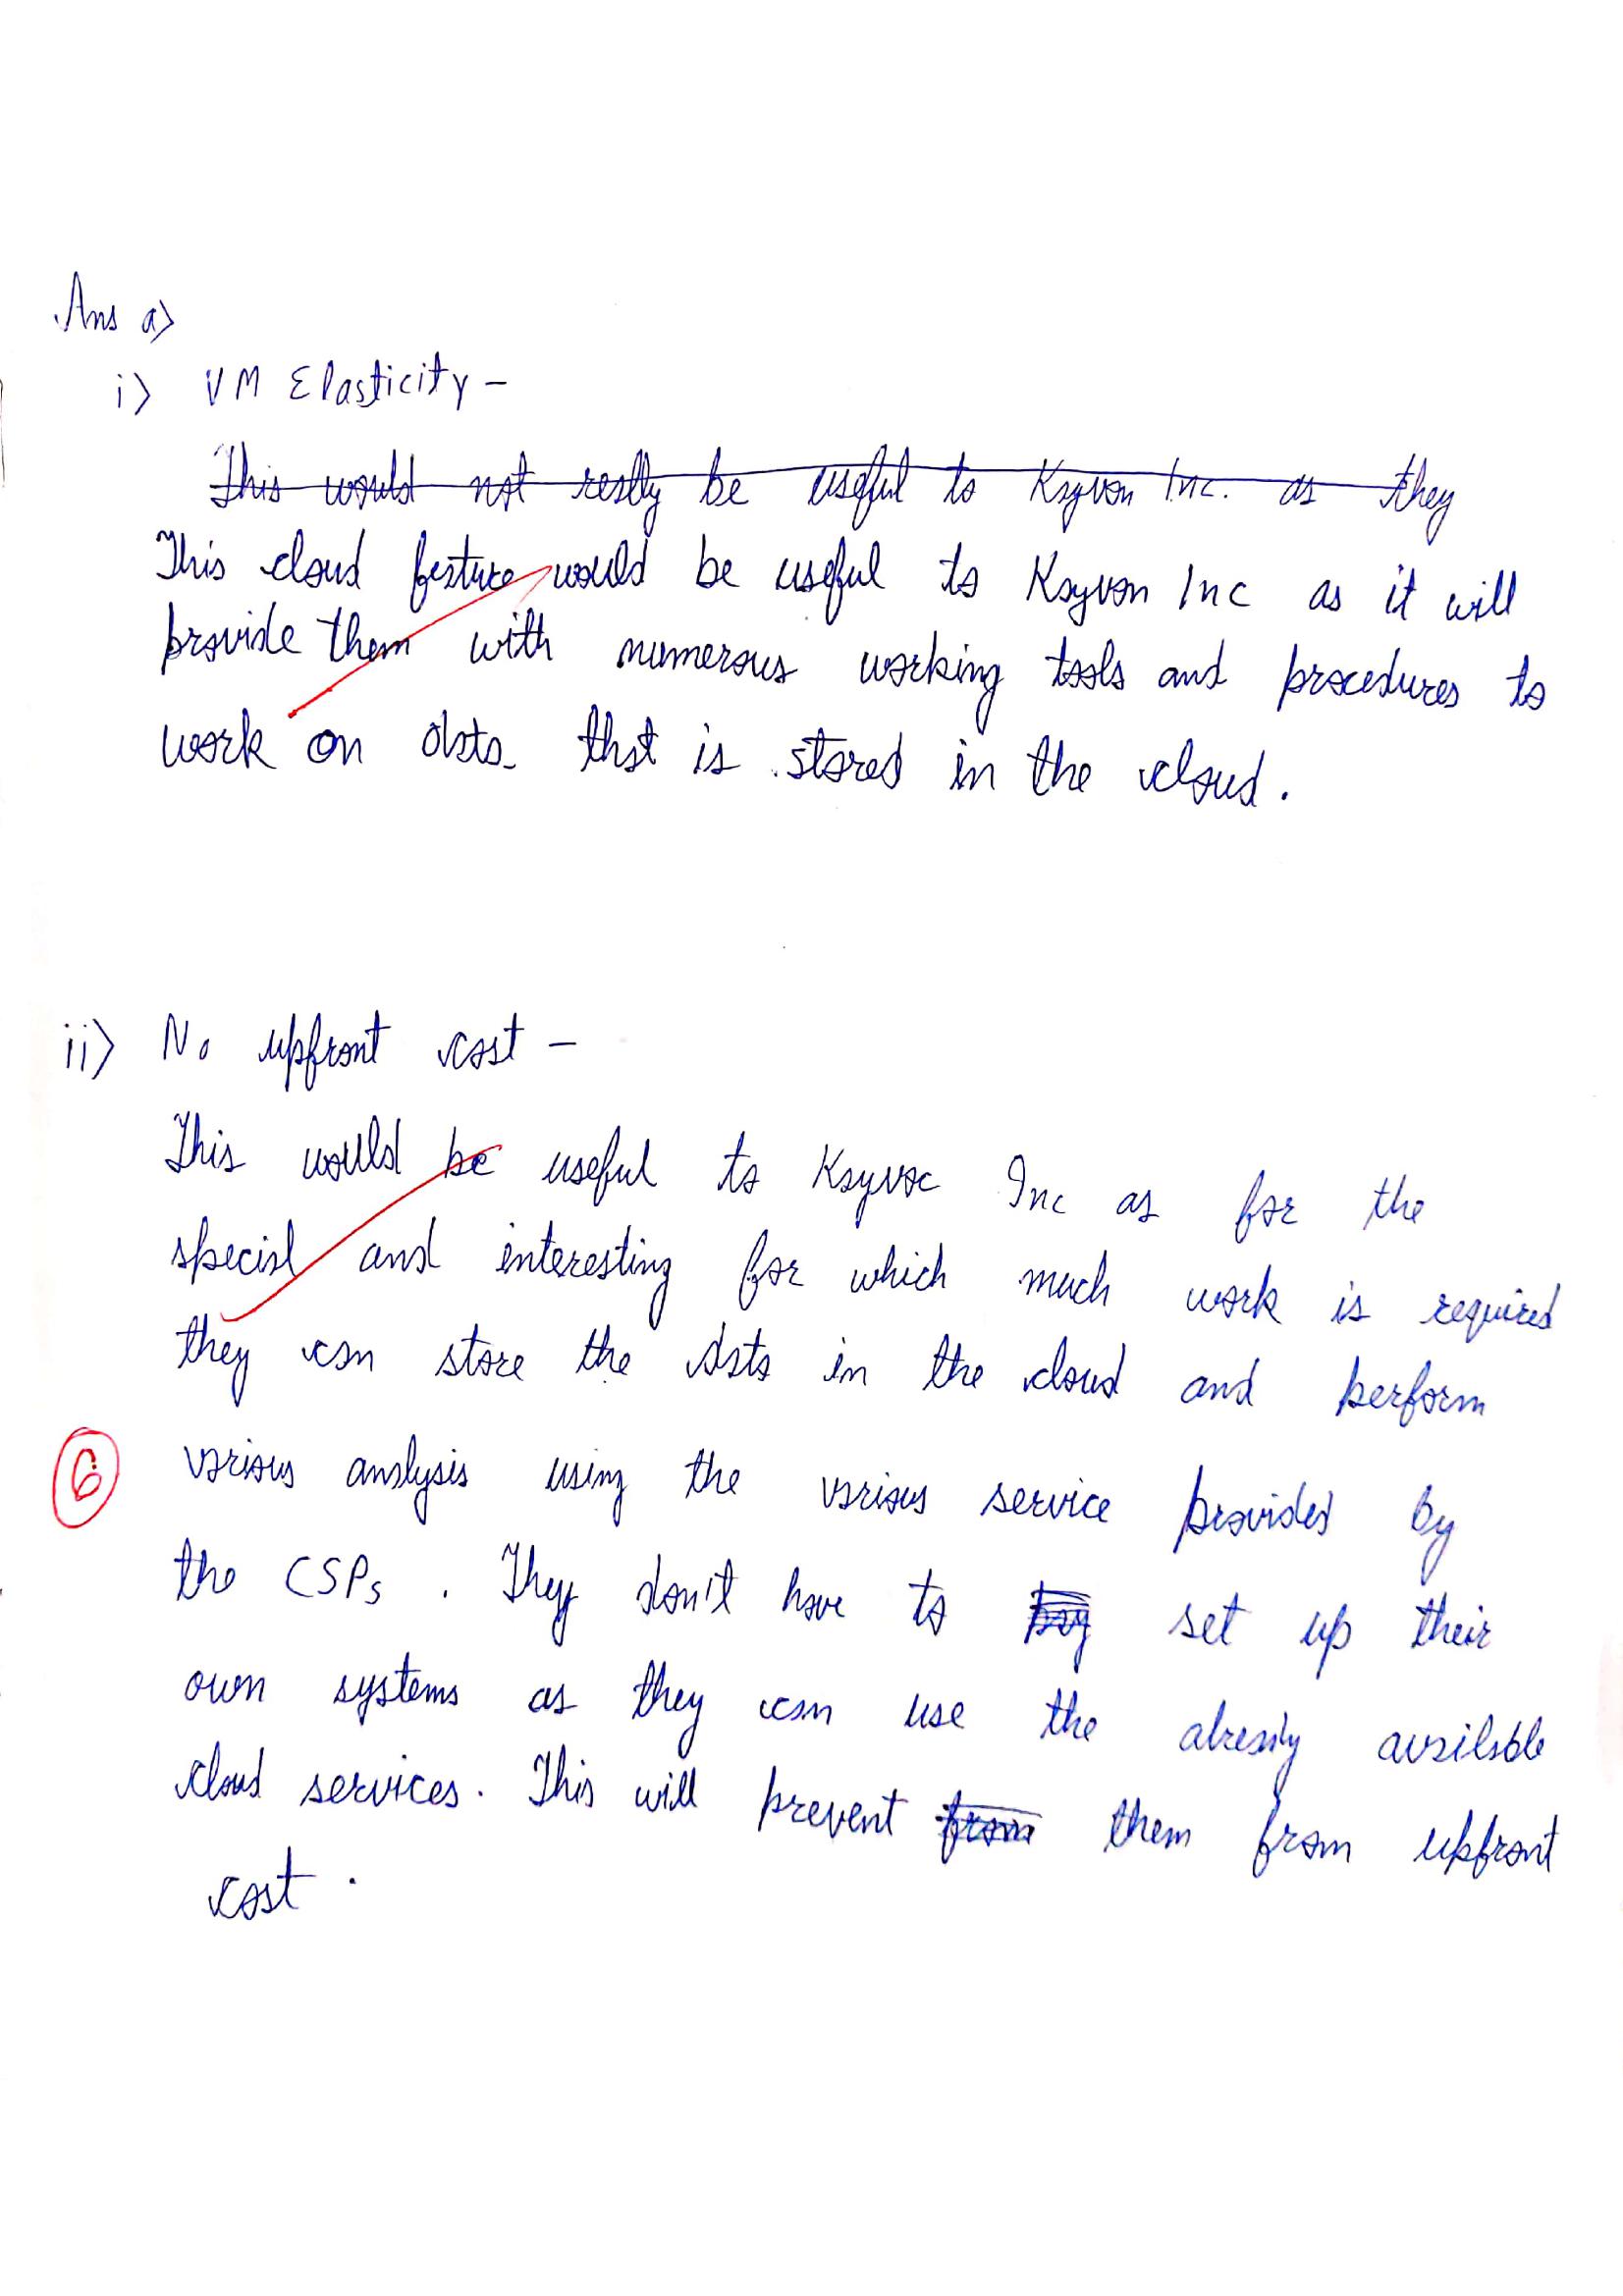 Ans a)
i) VM Elasticity -
This would not really be useful to Kayvon Inc. as they
This cloud feature would be useful to Kayvon Inc as it will
provide them with numerous working tools and procedures to
work on data that is stored in the cloud.
ii) No upfront cost -
This would be useful to Kayvoc Inc as for the
special and interesting for which much work is required
they can store the data in the cloud and perform
6
various analysis using the various service provided by
the CSPs. They don't have to pay set up their
own systems as they can use the already available
cloud services. This will prevent from them from upfront
cost.